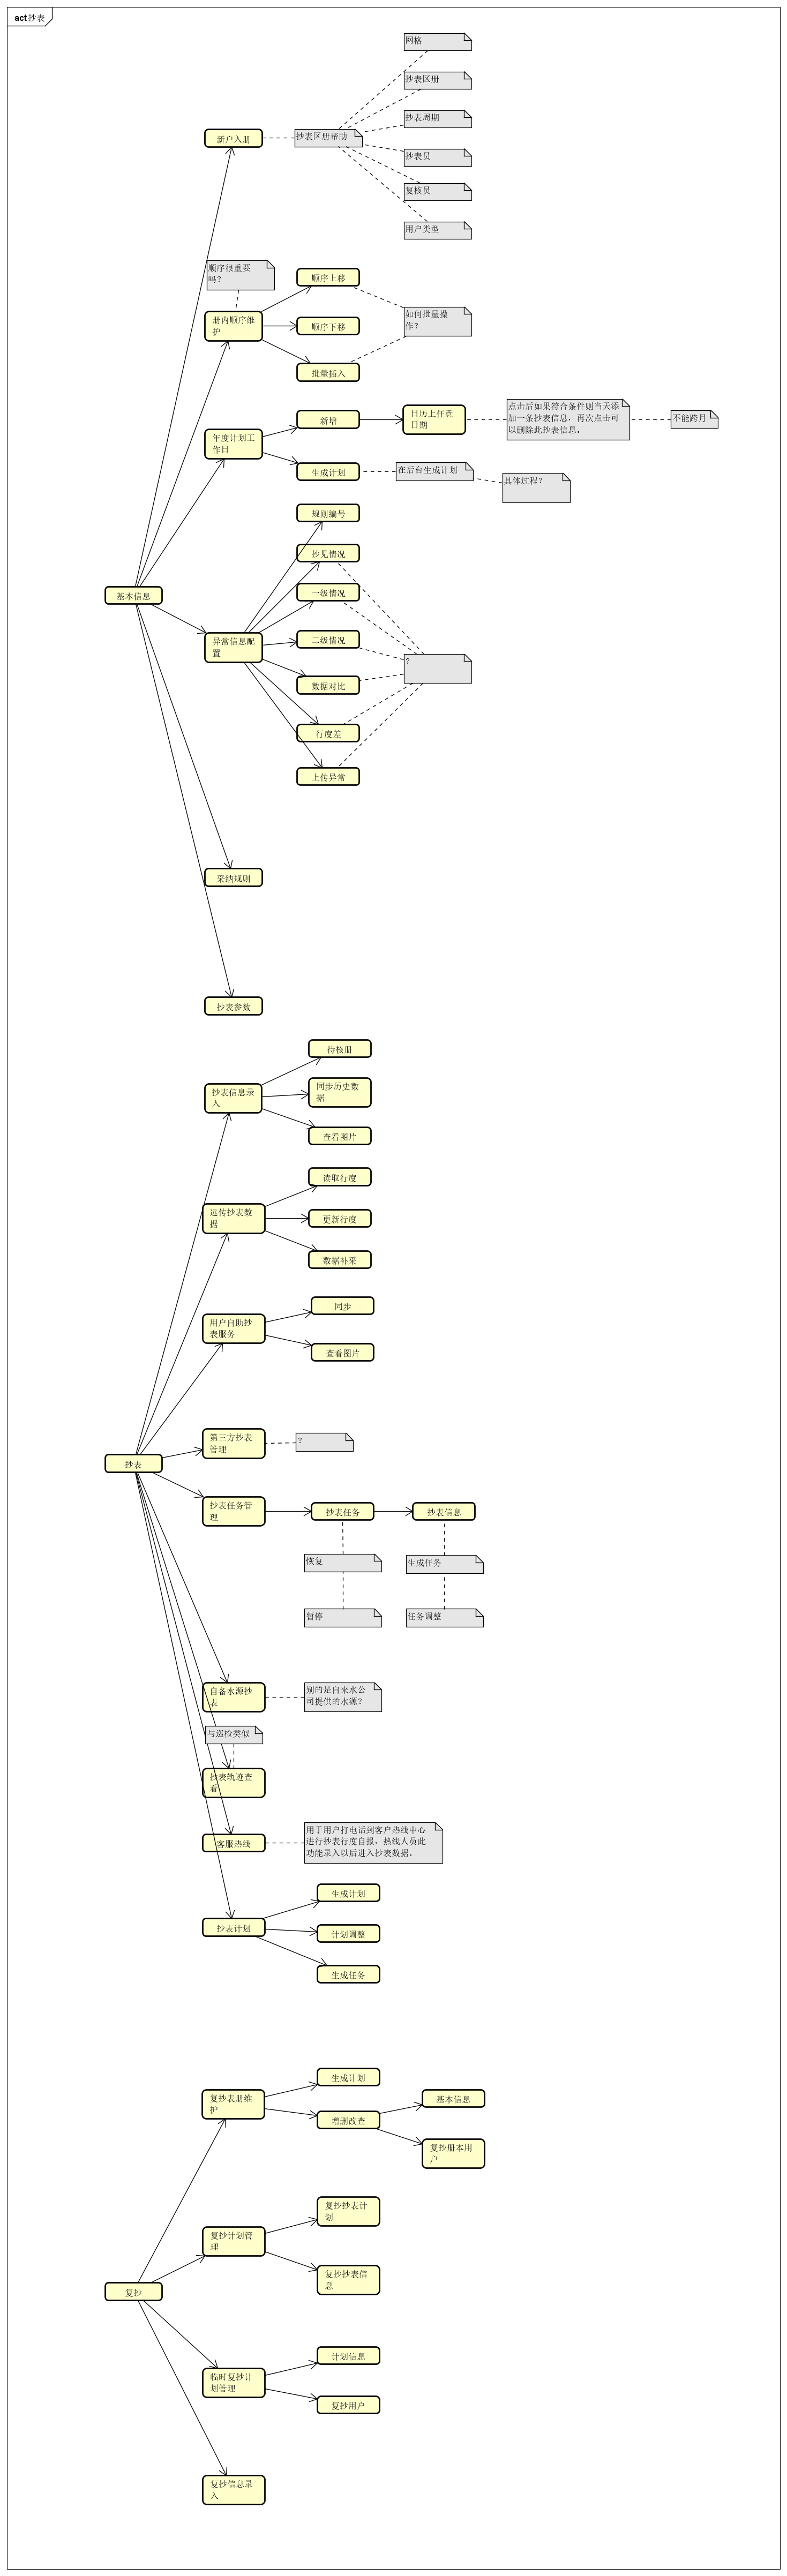 act 抄表
网格
抄表区册
抄表周期
抄表员
复核员
用户类型
新户入册
抄表区册帮助
顺序很重要
吗？
册内顺序维
护
顺序上移
顺序下移
批量插入
如何批量操
作？
年度计划工
作日
新增
日历上任意
日期
点击后如果符合条件则当天添
加一条抄表信息，再次点击可
以删除此抄表信息。
不能跨月
生成计划
在后台生成计划
具体过程？
基本信息
异常信息配
置
规则编号
抄见情况
一级情况
二级情况
数据对比
行度差
上传异常
？
采纳规则
抄表参数
抄表信息录
入
待核册
同步历史数
据
查看图片
远传抄表数
据
读取行度
更新行度
数据补采
用户自助抄
表服务
同步
查看图片
抄表
第三方抄表
管理
？
抄表任务管
理
抄表任务
抄表信息
恢复
生成任务
暂停
任务调整
自备水源抄
表
别的是自来水公
司提供的水源？
与巡检类似
抄表轨迹查
看
客服热线
用于用户打电话到客户热线中心
进行抄表行度自报，热线人员此
功能录入以后进入抄表数据。
抄表计划
生成计划
计划调整
生成任务
复抄表册维
护
生成计划
增删改查
基本信息
复抄册本用
户
复抄
复抄计划管
理
复抄抄表计
划
复抄抄表信
息
临时复抄计
划管理
计划信息
复抄用户
复抄信息录
入